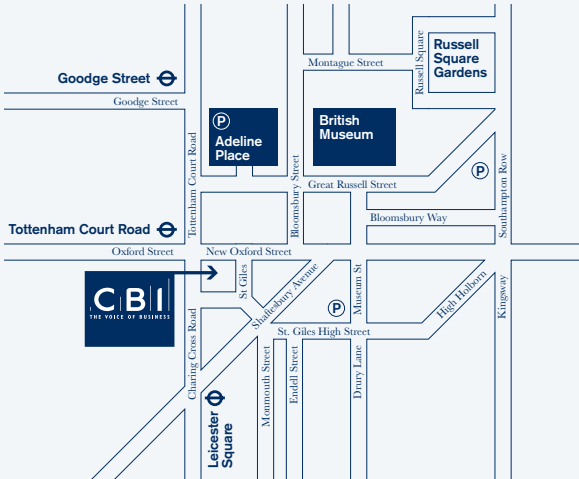 Montague Street
Russell Square
Russell
Square
Gardens
Goodge Street
Goodge Street
P
Adeline
Place
British
Museum
Tottenham Court Road
Bloomsbury Street
Great Russell Street
P
Southampton Row
Bloomsbury Way
Tottenham Court Road
Oxford Street
New Oxford Street
St Giles
Shaftesbury Avenue
Museum St
High Holborn
Kingsway
CBI
THE VOICE OF BUSINESS
P
St. Giles High Street
Charing Cross Road
Monmouth Street
Endell Street
Drury Lane
Leicester
Square